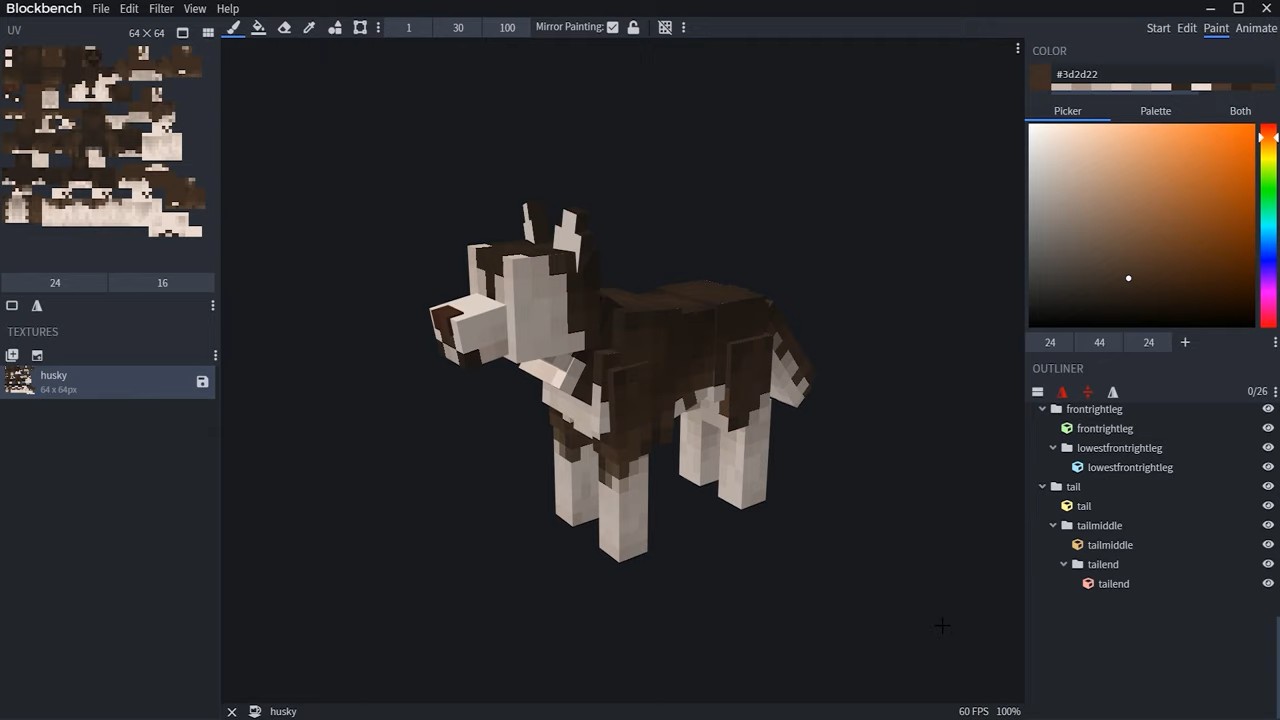 Blockbench File Edit Filter View Help
UV 64 × 64
1 30 100 Mirror Painting:
Start Edit Paint Animate
COLOR
#3d2d22
Picker Palette Both
24 16
TEXTURES
husky
64 x 64px
24 44 24
OUTLINER
0/26
frontrightleg
frontrightleg
lowestfrontrightleg
lowestfrontrightleg
tail
tail
tailmiddle
tailmiddle
tailend
tailend
husky
60 FPS 100%